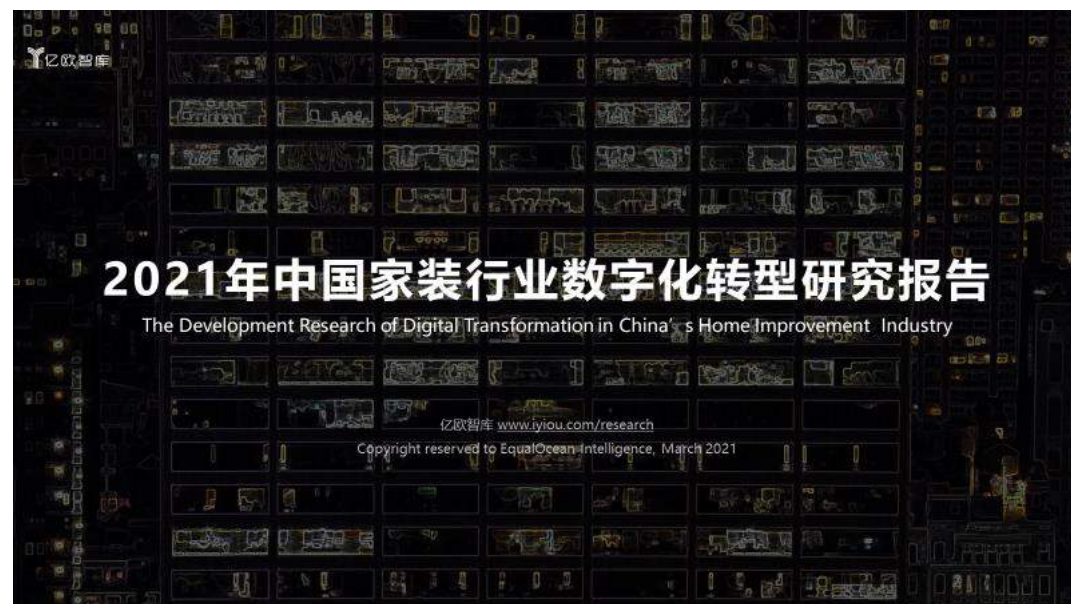 亿欧智库
2021年中国家装行业数字化转型研究报告
The Development Research of Digital Transformation in China’s Home Improvement Industry
亿欧智库 www.iyiou.com/research
Copyright reserved to EqualOcean Intelligence, March 2021